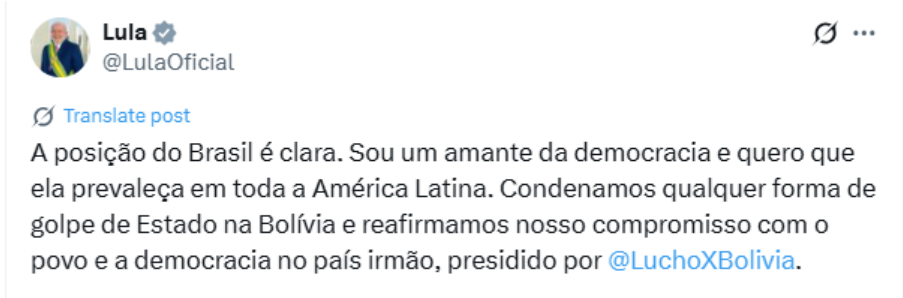 Lula
@LulaOficial
Translate post
A posição do Brasil é clara. Sou um amante da democracia e quero que
ela prevaleça em toda a América Latina. Condenamos qualquer forma de
golpe de Estado na Bolívia e reafirmamos nosso compromisso com o
povo e a democracia no país irmão, presidido por @LuchoXBolivia.